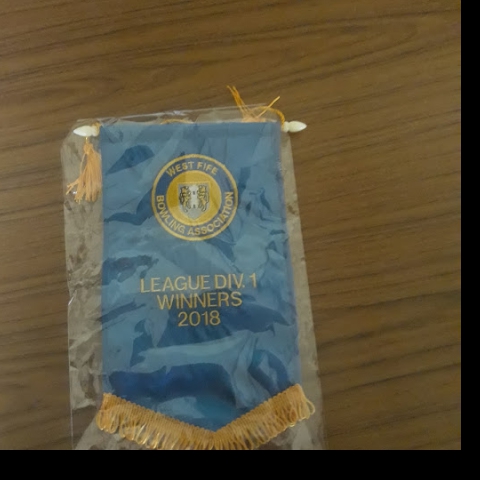 WEST FIFE
BOWLING ASSOCIATION
LEAGUE DIV. 1
WINNERS
2018